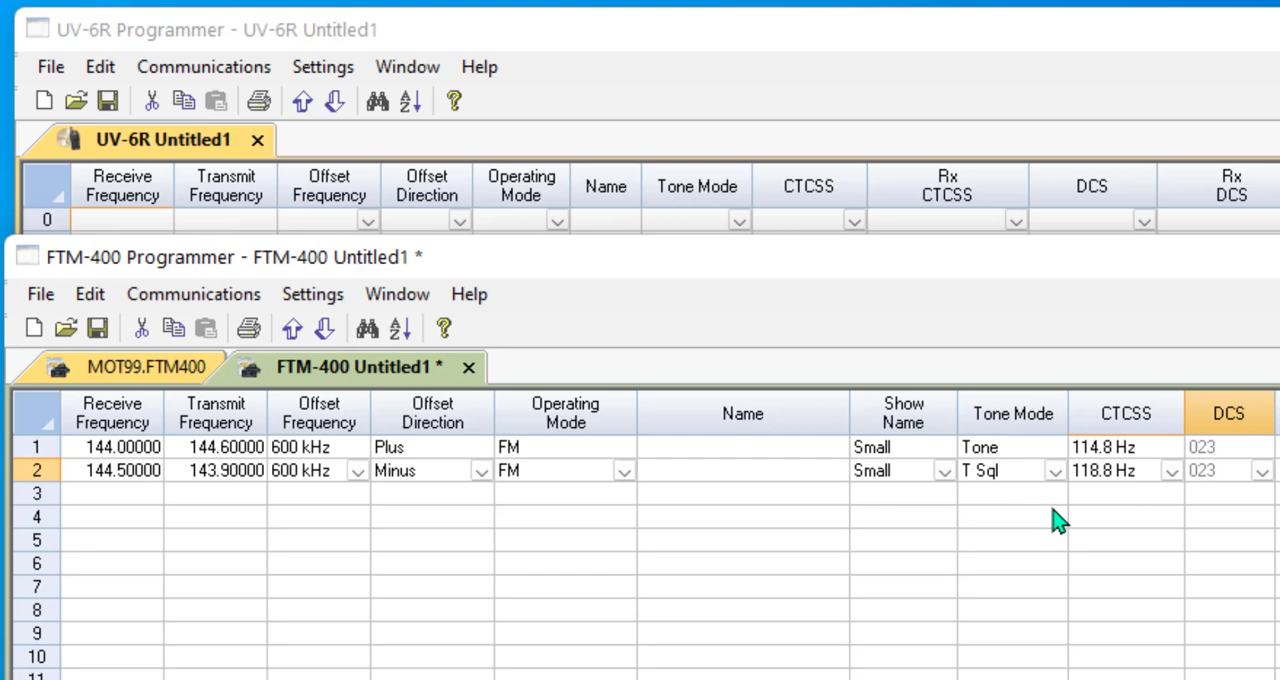 UV-6R Programmer - UV-6R Untitled1
File Edit Communications Settings Window Help
UV-6R Untitled1
Receive Frequency Transmit Frequency Offset Frequency Offset Direction Operating Mode Name Tone Mode CTCSS Rx CTCSS DCS Rx DCS
0
FTM-400 Programmer - FTM-400 Untitled1 *
File Edit Communications Settings Window Help
MOT99.FTM400 FTM-400 Untitled1 *
Receive Frequency Transmit Frequency Offset Frequency Offset Direction Operating Mode Name Show Name Tone Mode CTCSS DCS
1 144.00000 144.60000 600 kHz Plus FM Small Tone 114.8 Hz 023
2 144.50000 143.90000 600 kHz Minus FM Small T Sql 118.8 Hz 023
3
4
5
6
7
8
9
10
11